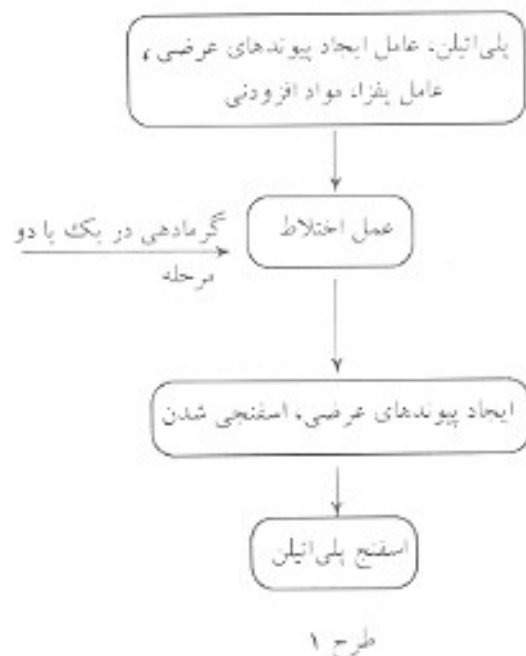 پلی‌اتیلن، عامل ایجاد پیوندهای عرضی،
عامل پفزا، مواد افزودنی
عمل اختلاط
گرمادهی در یک یا دو
مرحله
ایجاد پیوندهای عرضی، اسفنجی شدن
اسفنج پلی‌اتیلن
طرح ۱